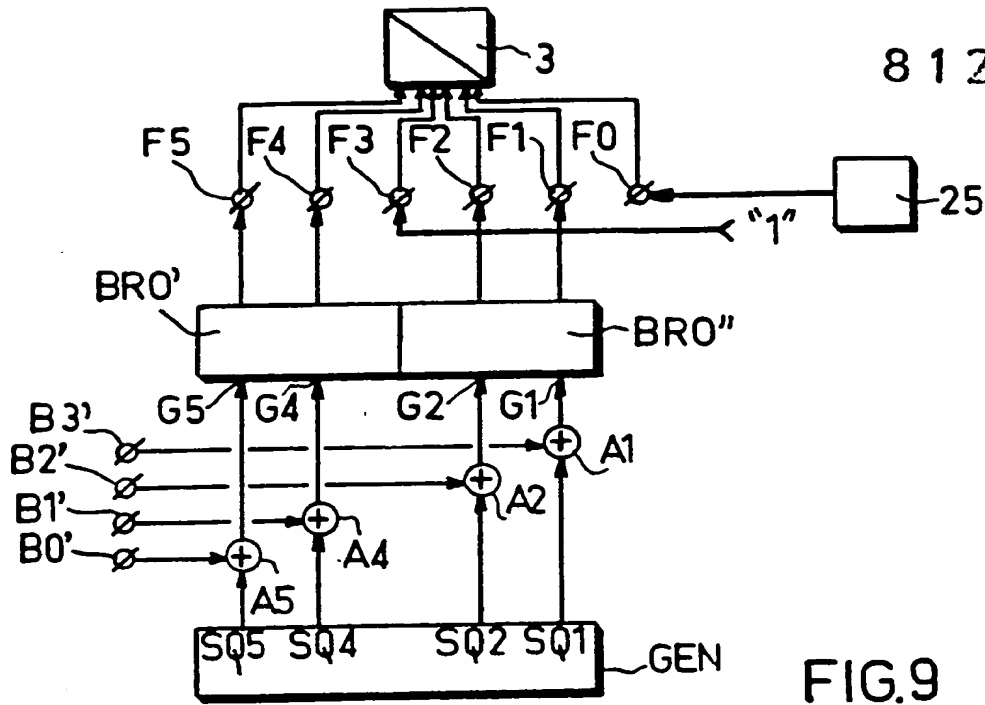 3
8 1 2
F5 F4 F3 F2 F1 F0
25
"1"
BRO'
BRO"
G5 G4 G2 G1
B3'
A1
B2'
A2
B1'
A4
B0'
A5
SQ5 SQ4 SQ2 SQ1
GEN
FIG.9